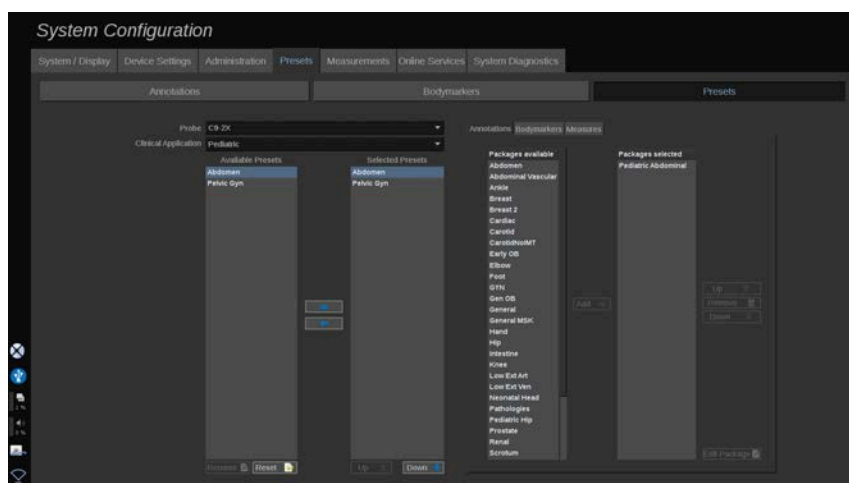 System Configuration
System / Display Device Settings Administration Presets Measurements Online Services System Diagnostics
Annotations Bodymarkers Presets
Probe C9-2X
Clinical Application Pediatric
Available Presets Selected Presets
Abdomen Abdomen
Pelvic Gyn Pelvic Gyn
Rename Reset Up Down
Annotations Bodymarkers Measures
Packages available
Abdomen
Abdominal Vascular
Ankle
Breast
Breast 2
Cardiac
Carotid
CarotidNoIMT
Early OB
Elbow
Foot
GYN
Gen OB
General
General MSK
Hand
Hip
Intestine
Knee
Low Ext Art
Low Ext Ven
Neonatal Head
Pathologies
Pediatric Hip
Prostate
Renal
Scrotum
Add
Packages selected
Pediatric Abdominal
Up
Remove
Down
Edit Package